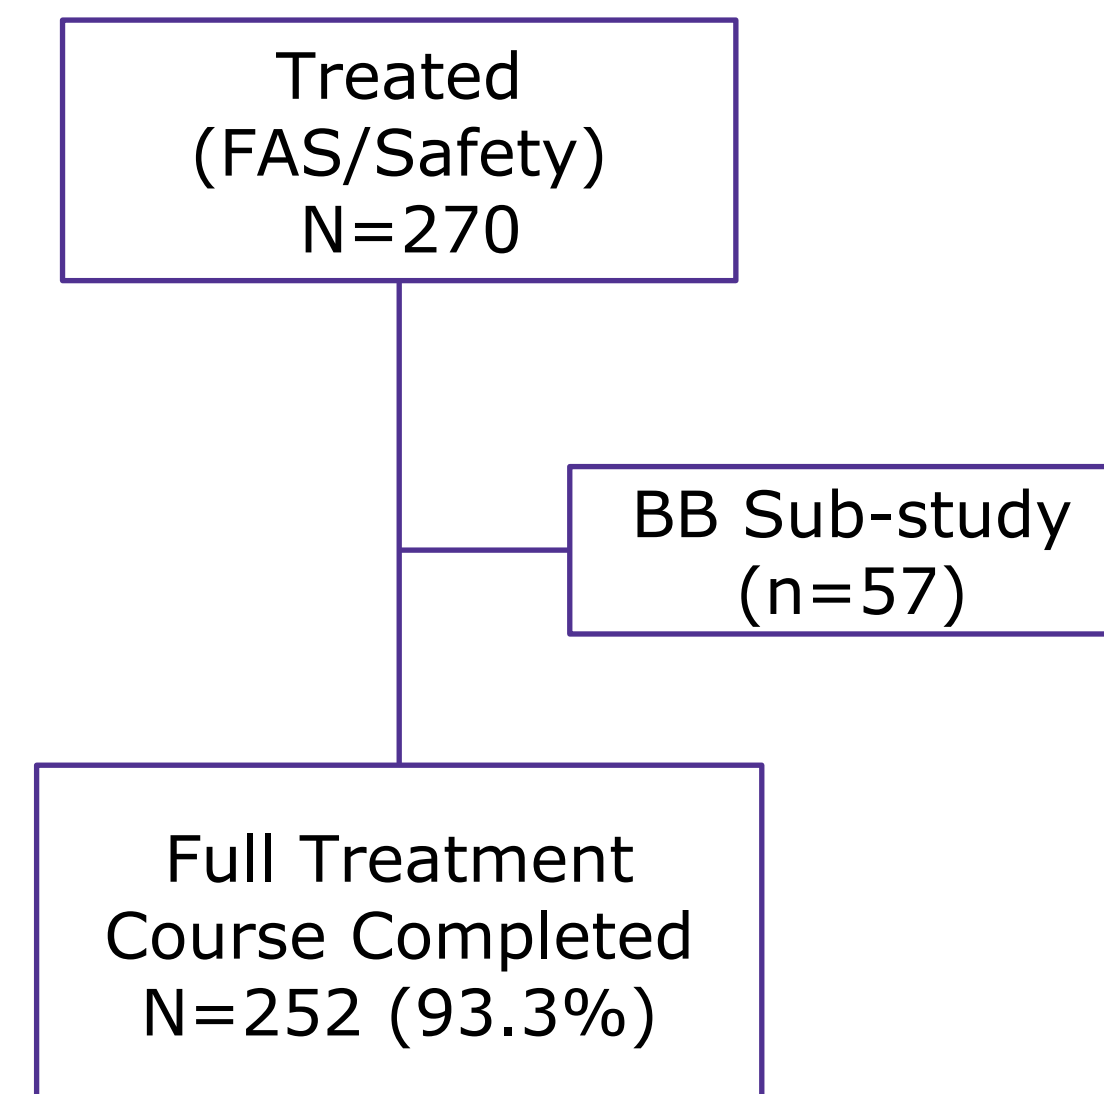 Treated
(FAS/Safety)
N=270
BB Sub-study
(n=57)
Full Treatment
Course Completed
N=252 (93.3%)